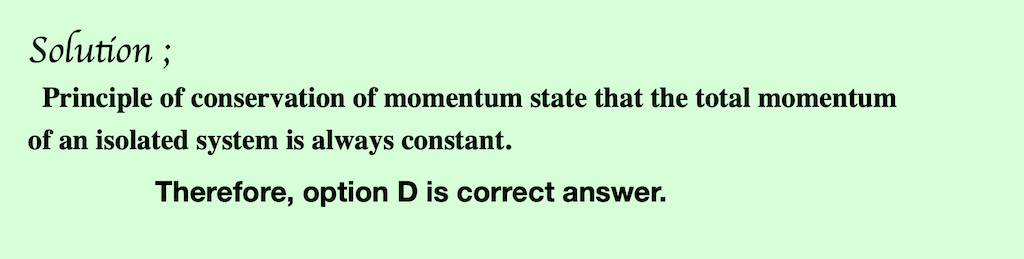 Solution ;
Principle of conservation of momentum state that the total momentum
of an isolated system is always constant.
Therefore, option D is correct answer.